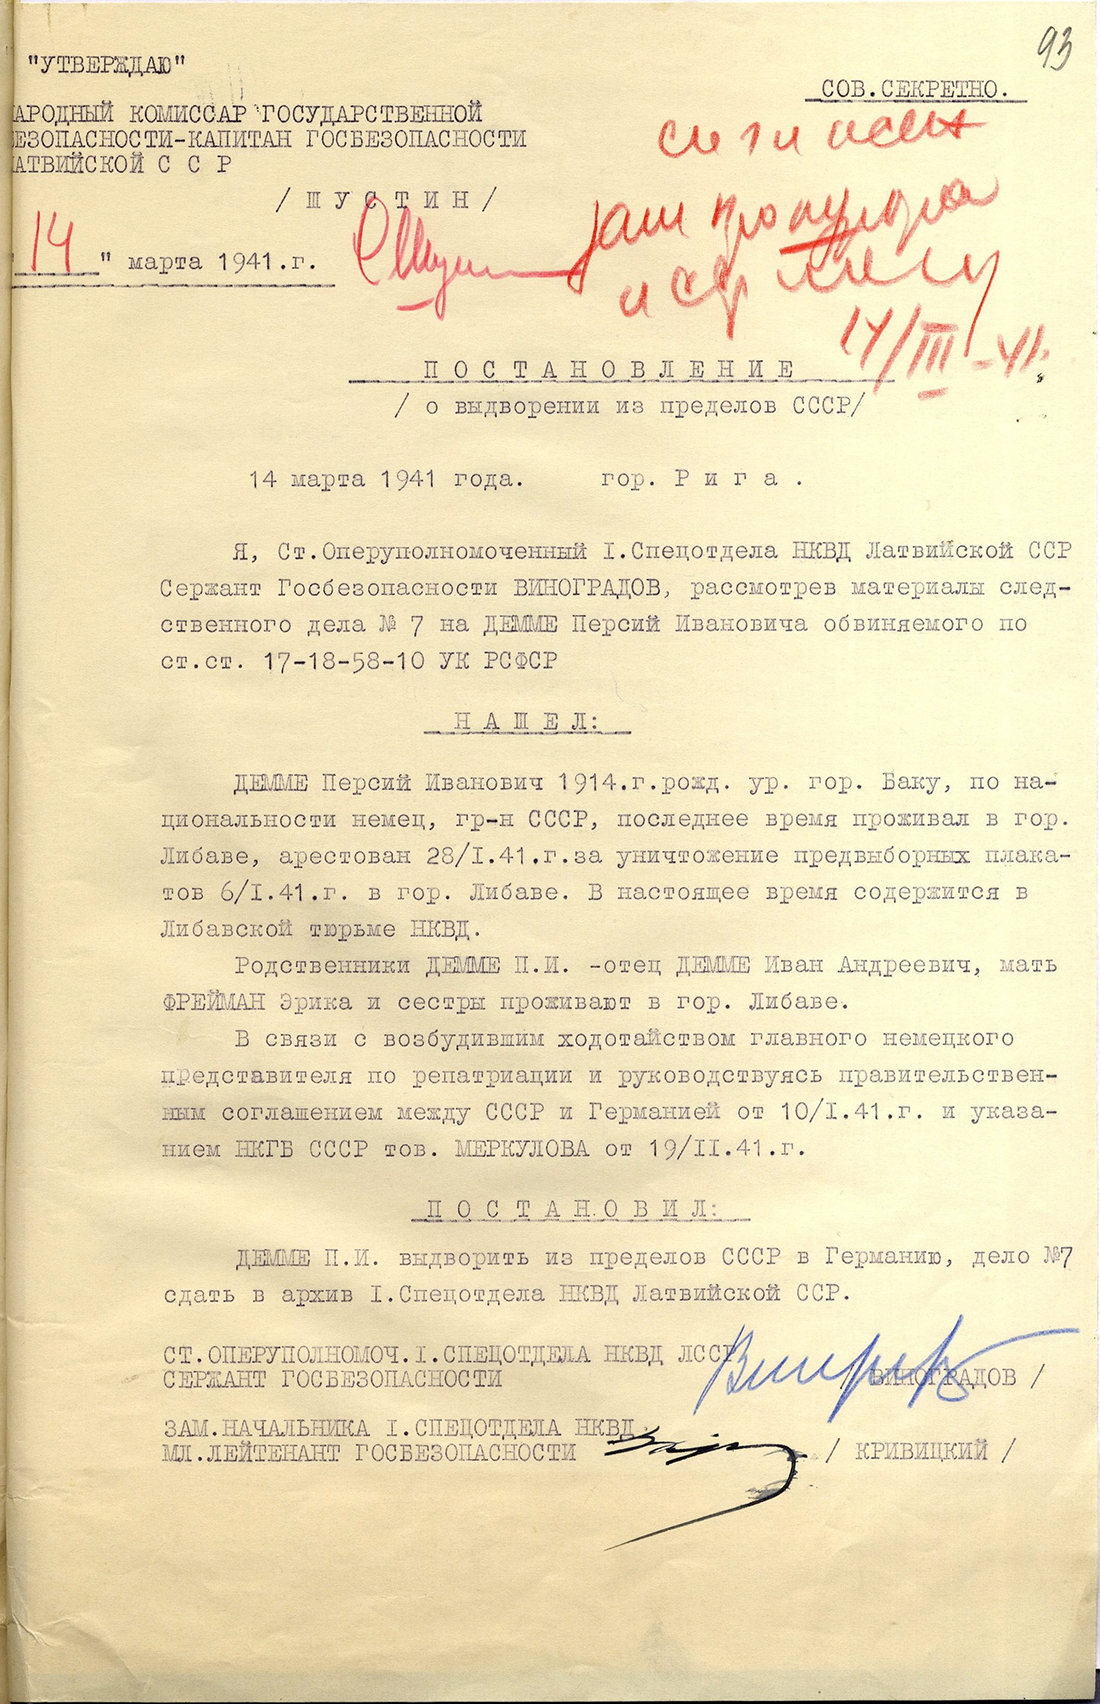 93
"УТВЕРЖДАЮ"
СОВ.СЕКРЕТНО.
АРОДНЫЙ КОМИССАР ГОСУДАРСТВЕННОЙ
БЕЗОПАСНОСТИ-КАПИТАН ГОСБЕЗОПАСНОСТИ
АТВИЙСКОЙ С С Р
/ Ш У С Т И Н /
"14" марта 1941.г.
14/III-41.
П О С Т А Н О В Л Е Н И Е
/ о выдворении из пределов СССР/
14 марта 1941 года. гор. Р и г а .
Я, Ст.Оперуполномоченный I.Спецотдела НКВД Латвийской ССР
Сержант Госбезопасности ВИНОГРАДОВ, рассмотрев материалы след-
ственного дела № 7 на ДЕММЕ Персий Ивановича обвиняемого по
ст.ст. 17-18-58-10 УК РСФСР
Н А Ш Е Л:
ДЕММЕ Персий Иванович 1914.г.рожд. ур. гор. Баку, по на-
циональности немец, гр-н СССР, последнее время проживал в гор.
Либаве, арестован 28/I.41.г.за уничтожение предвыборных плака-
тов 6/I.41.г. в гор. Либаве. В настоящее время содержится в
Либавской тюрьме НКВД.
Родственники ДЕММЕ П.И. -отец ДЕММЕ Иван Андреевич, мать
ФРЕЙМАН Эрика и сестры проживают в гор. Либаве.
В связи с возбудившим ходотайством главного немецкого
представителя по репатриации и руководствуясь правительствен-
ным соглашением между СССР и Германией от 10/I.41.г. и указа-
нием НКГБ СССР тов. МЕРКУЛОВА от 19/II.41.г.
П О С Т А Н О В И Л:
ДЕММЕ П.И. выдворить из пределов СССР в Германию, дело №7
сдать в архив I.Спецотдела НКВД Латвийской ССР.
СТ.ОПЕРУПОЛНОМОЧ.I.СПЕЦОТДЕЛА НКВД ЛССР
СЕРЖАНТ ГОСБЕЗОПАСНОСТИ / ВИНОГРАДОВ /
ЗАМ.НАЧАЛЬНИКА I.СПЕЦОТДЕЛА НКВД
МЛ.ЛЕЙТЕНАНТ ГОСБЕЗОПАСНОСТИ / КРИВИЦКИЙ /